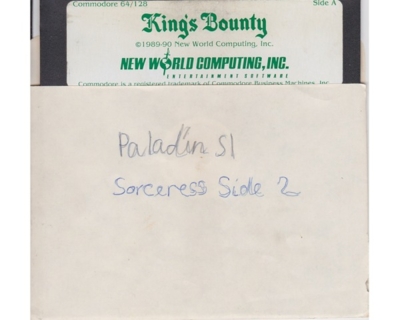 Commodore 64/128 Side A
King's Bounty
©1989-90 New World Computing, Inc.
NEW WORLD COMPUTING, INC.
ENTERTAINMENT SOFTWARE
Commodore is a registered trademark of Commodore Business Machines, Inc.
Paladin S1
Sorceress Side 2